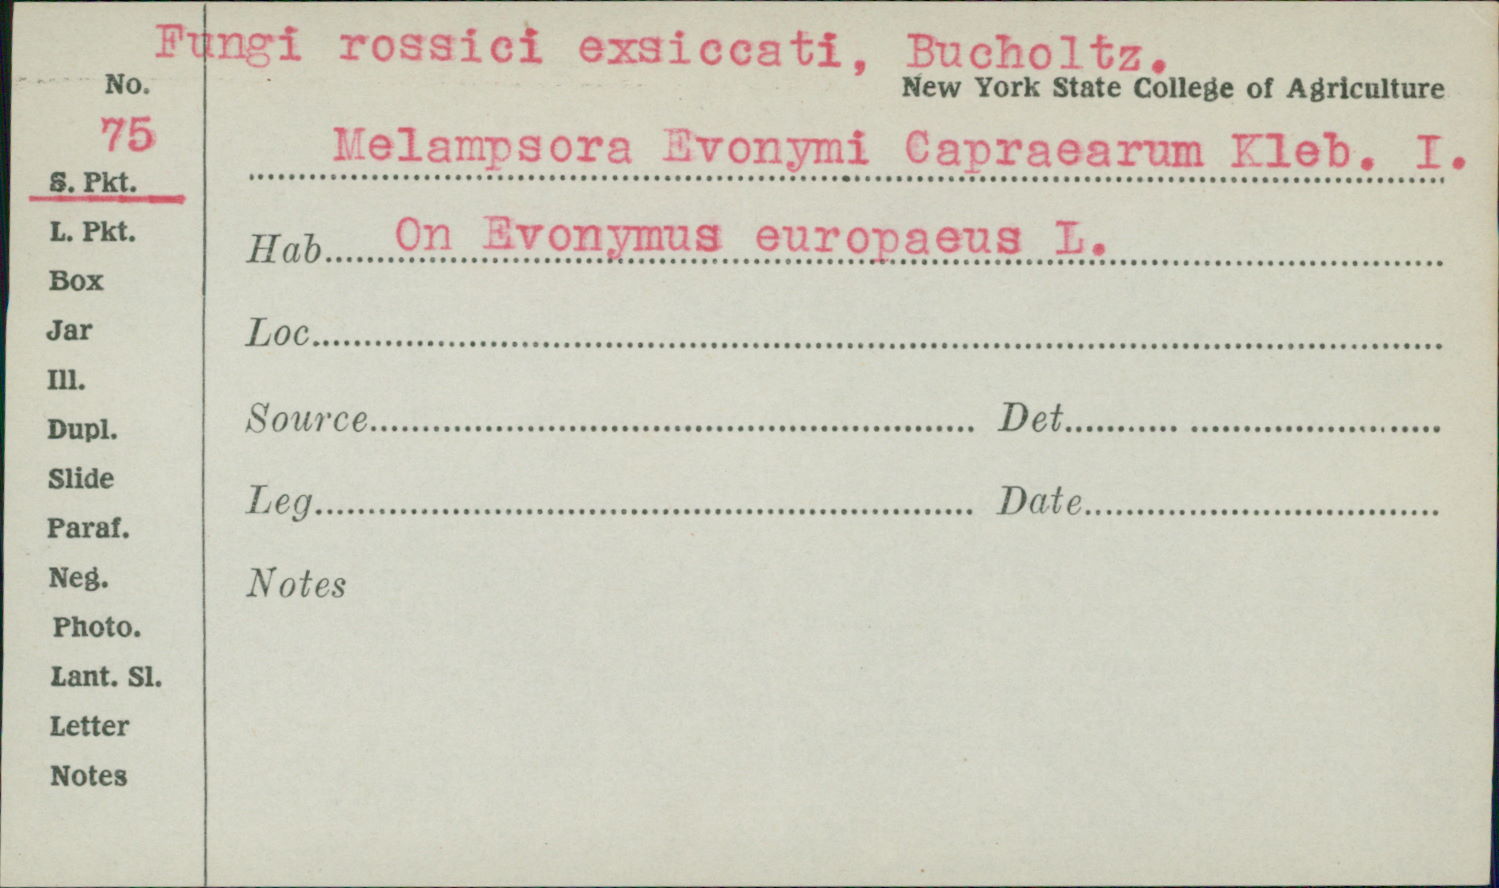 Fungi rossici exsiccati, Bucholtz.
No.
New York State College of Agriculture
75
Melampsora Evonymi Capraearum Kleb. I.
S. Pkt.
L. Pkt.
Hab. On Evonymus europaeus L.
Box
Jar
Loc.
Ill.
Dupl.
Source Det.
Slide
Leg. Date
Paraf.
Neg.
Notes
Photo.
Lant. Sl.
Letter
Notes